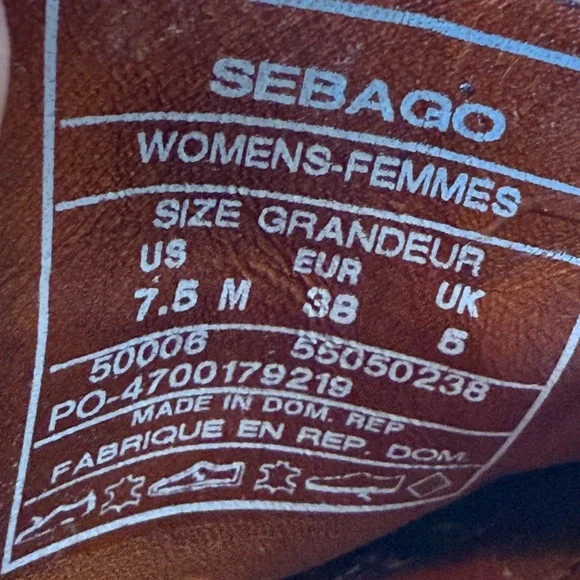 SEBAGO
WOMENS-FEMMES
SIZE GRANDEUR
US EUR UK
7.5 M 38 5
50006 55050238
PO-4700179219
MADE IN DOM. REP
FABRIQUE EN REP. DOM.